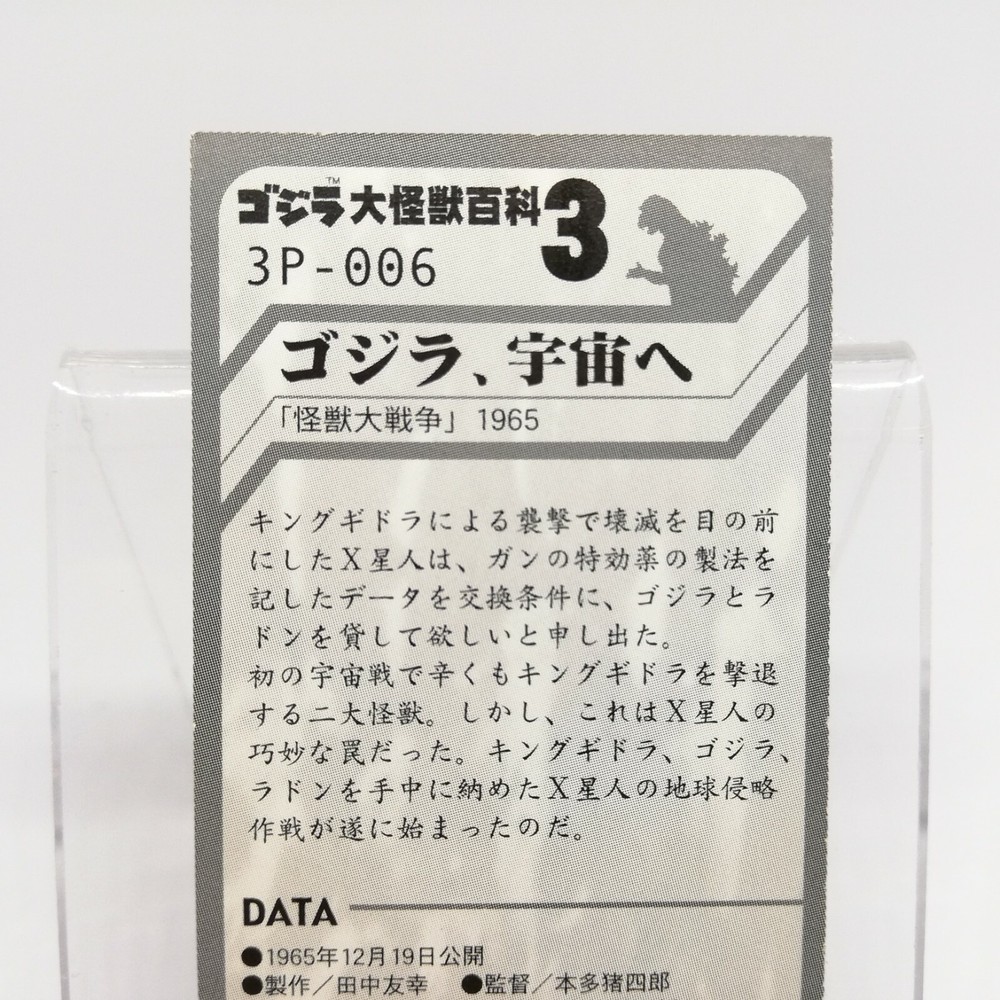 ゴジラ™大怪獣百科3
3P-006
ゴジラ、宇宙へ
「怪獣大戦争」1965
キングギドラによる襲撃で壊滅を目の前
にしたX星人は、ガンの特効薬の製法を
記したデータを交換条件に、ゴジラとラ
ドンを貸して欲しいと申し出た。
初の宇宙戦で辛くもキングギドラを撃退
する二大怪獣。しかし、これはX星人の
巧妙な罠だった。キングギドラ、ゴジラ、
ラドンを手中に納めたX星人の地球侵略
作戦が遂に始まったのだ。
DATA
●1965年12月19日公開
●製作／田中友幸 ●監督／本多猪四郎